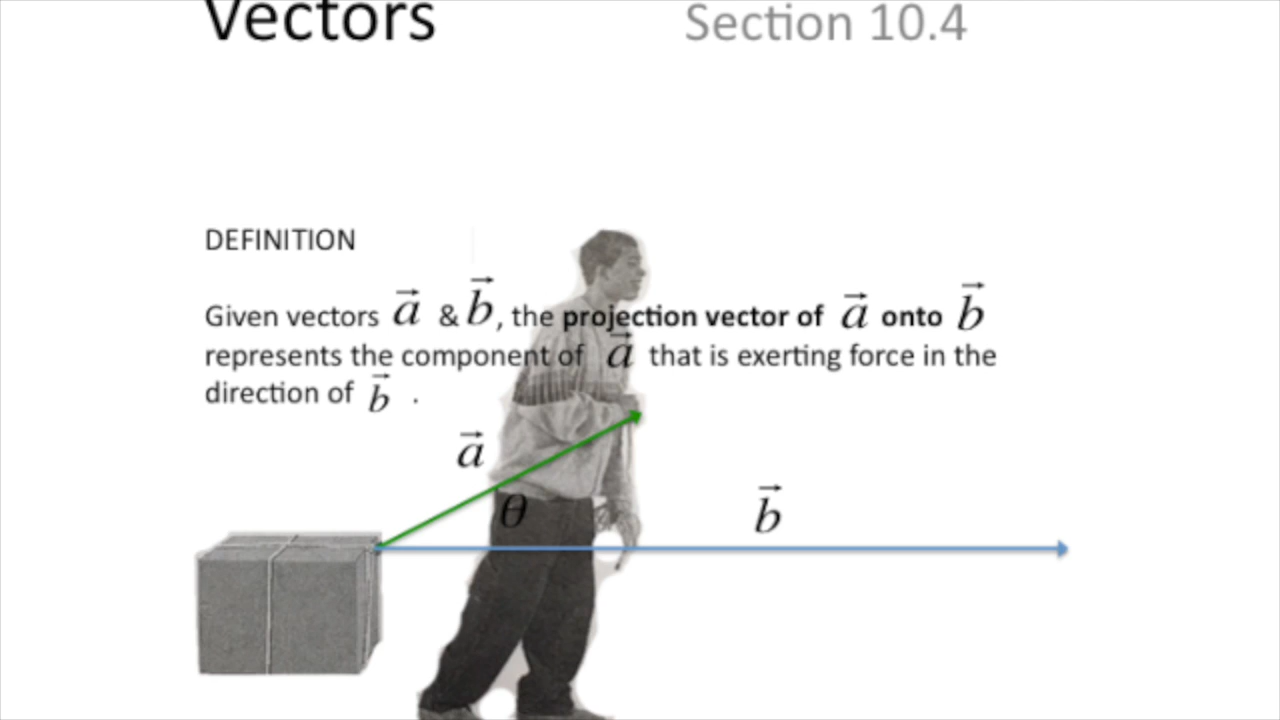 Vectors Section 10.4
DEFINITION
Given vectors a⃗ & b⃗, the projection vector of a⃗ onto b⃗
represents the component of a⃗ that is exerting force in the
direction of b⃗ .
a⃗
θ
b⃗